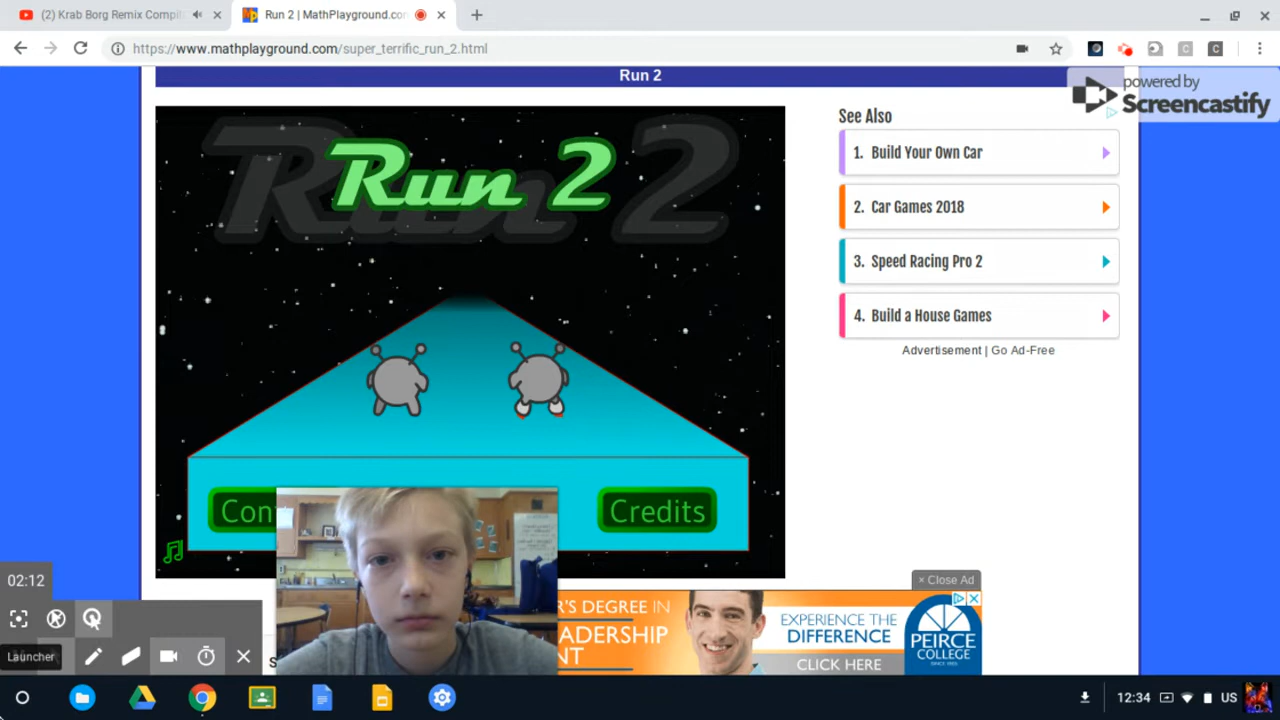 (2) Krab Borg Remix Compil
Run 2 | MathPlayground.co
https://www.mathplayground.com/super_terrific_run_2.html
Run 2
powered by
Screencastify
Run 2
See Also
1. Build Your Own Car
2. Car Games 2018
3. Speed Racing Pro 2
4. Build a House Games
Advertisement | Go Ad-Free
Con
Credits
02:12
Launcher
× Close Ad
R'S DEGREE IN
EADERSHIP
NT
EXPERIENCE THE
DIFFERENCE
CLICK HERE
PEIRCE
COLLEGE
S
12:34
US